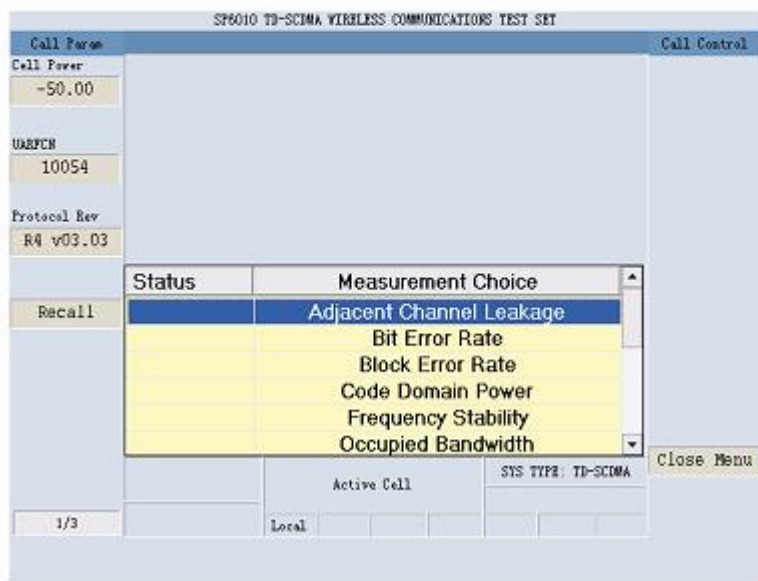 SP6010 TD-SCDMA WIRELESS COMMUNICATIONS TEST SET
Call Param
Call Control
Cell Power
-50.00
UARFCN
10054
Protocol Rev
R4 v03.03
Recall
Status
Measurement Choice
Adjacent Channel Leakage
Bit Error Rate
Block Error Rate
Code Domain Power
Frequency Stability
Occupied Bandwidth
Close Menu
Active Cell
SYS TYPE: TD-SCDMA
1/3
Local